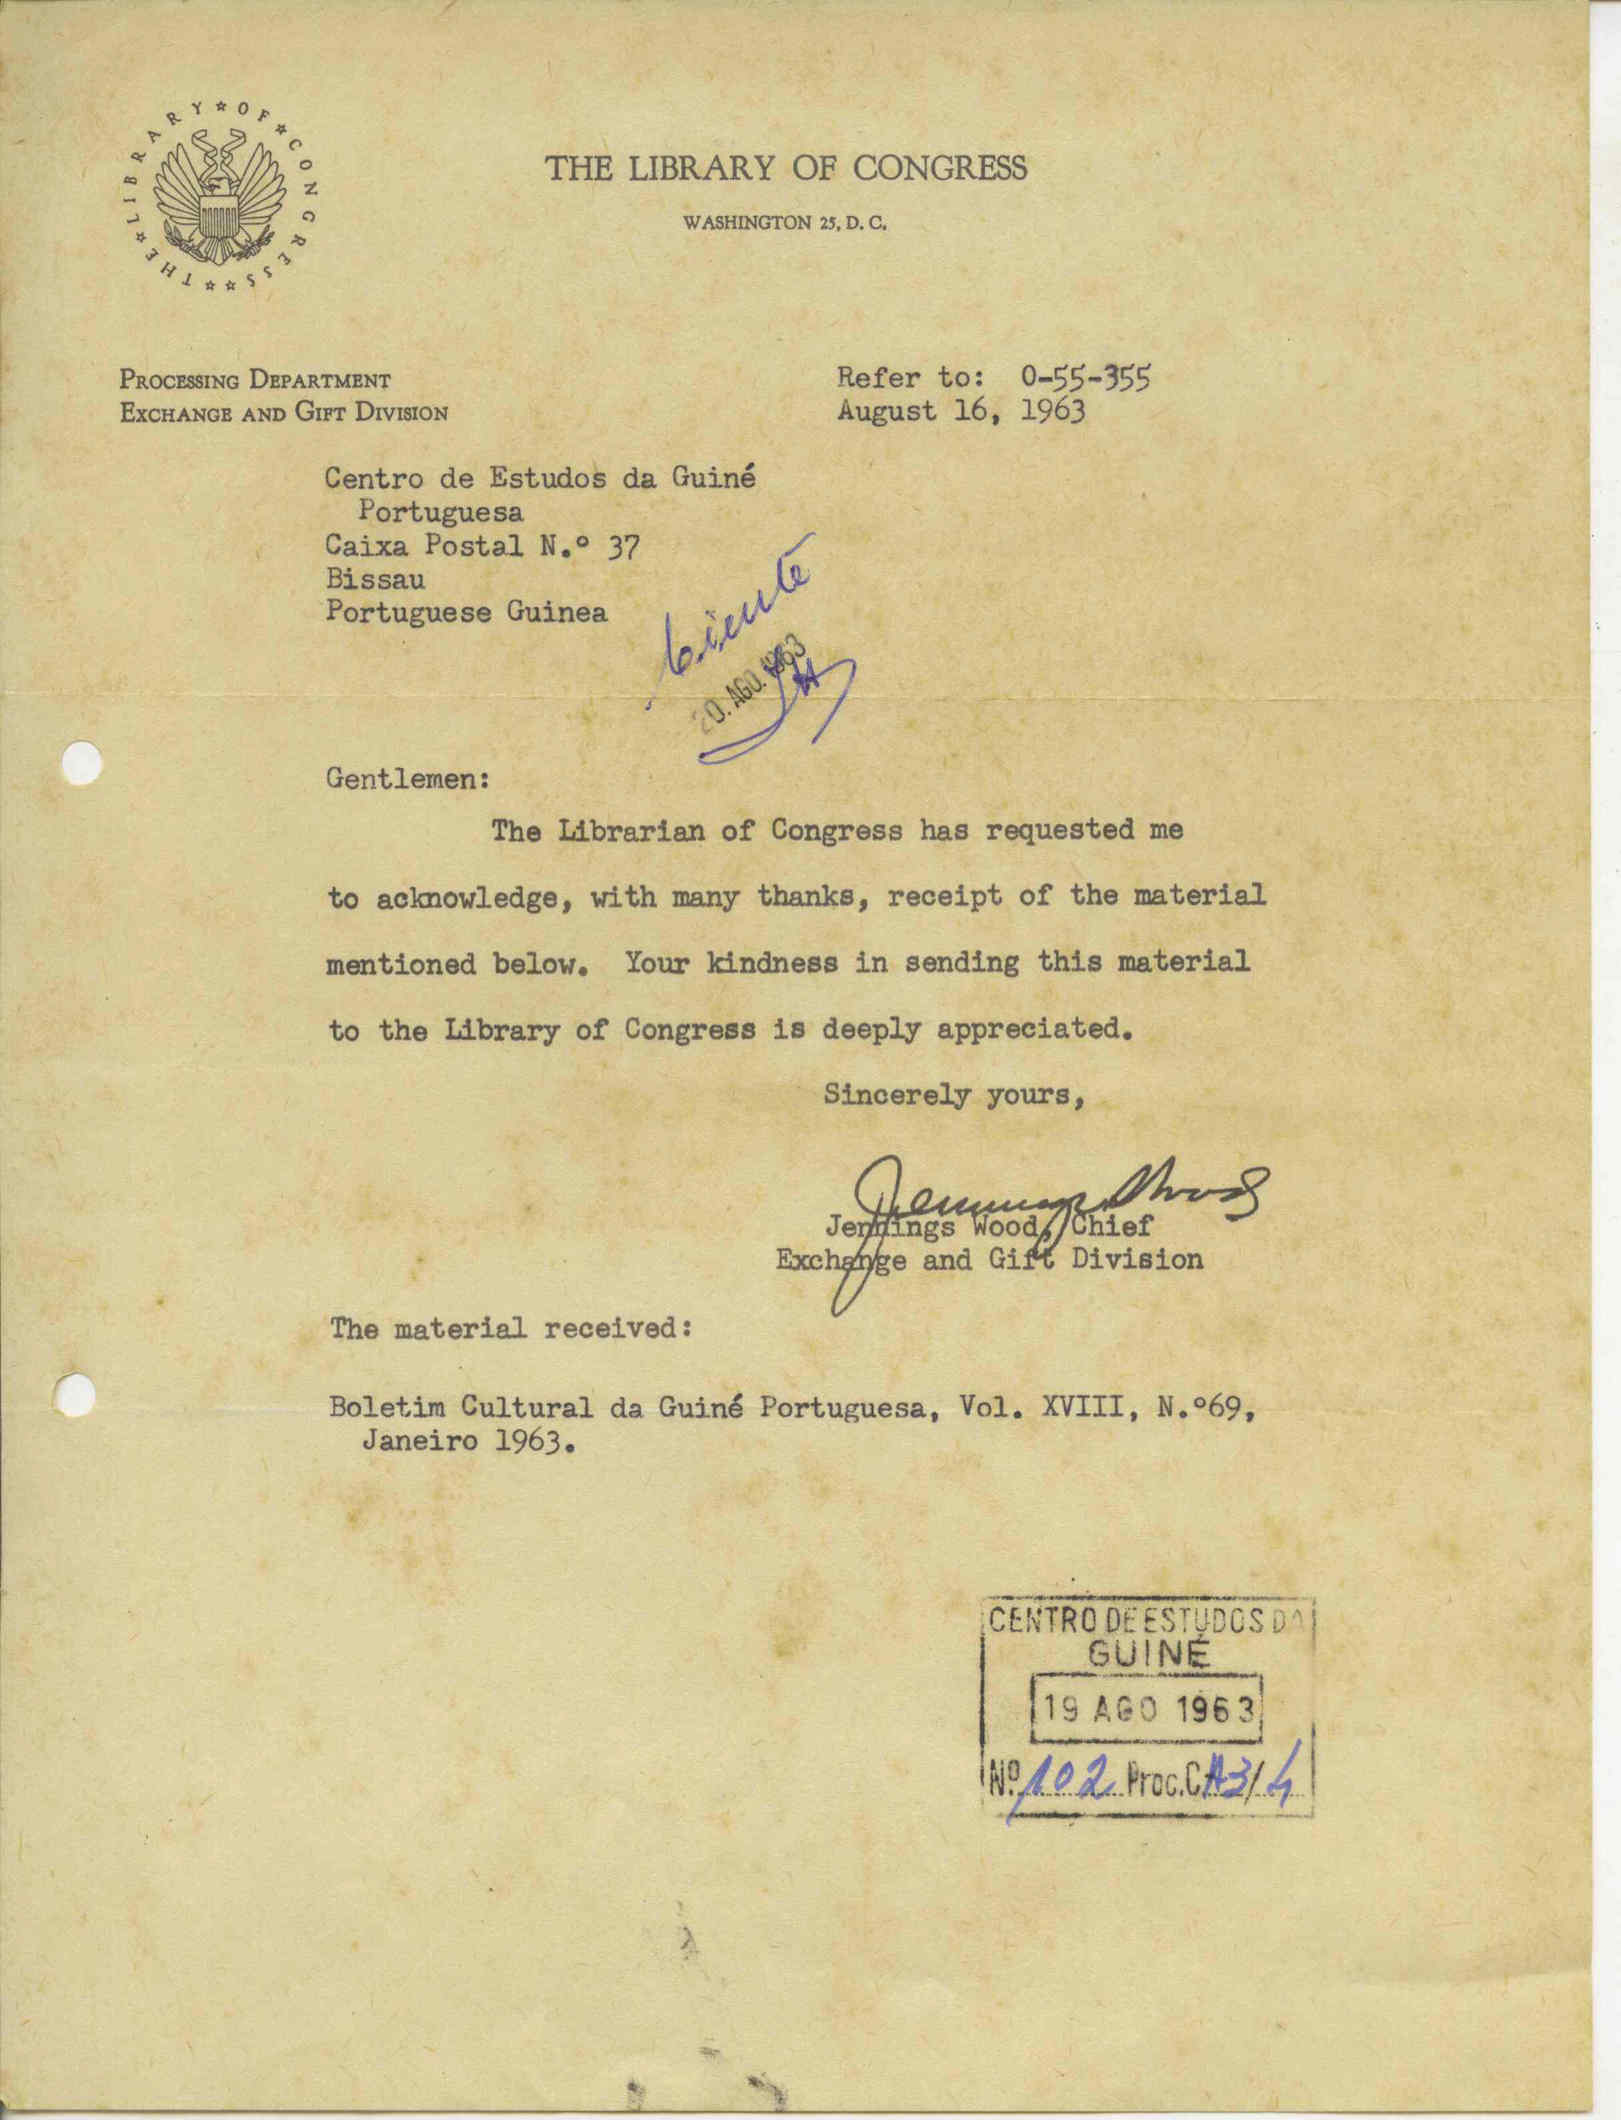 THE ★ LIBRARY ★ OF ★ CONGRESS ★ ★
THE LIBRARY OF CONGRESS
WASHINGTON 25, D. C.
PROCESSING DEPARTMENT
EXCHANGE AND GIFT DIVISION
Refer to: 0-55-355
August 16, 1963
Centro de Estudos da Guiné
Portuguesa
Caixa Postal N.º 37
Bissau
Portuguese Guinea
Ciente
20. AGO. 1963
Gentlemen:
The Librarian of Congress has requested me
to acknowledge, with many thanks, receipt of the material
mentioned below. Your kindness in sending this material
to the Library of Congress is deeply appreciated.
Sincerely yours,
Jennings Wood
Jennings Wood, Chief
Exchange and Gift Division
The material received:
Boletim Cultural da Guiné Portuguesa, Vol. XVIII, N.º69,
Janeiro 1963.
CENTRO DE ESTUDOS DA
GUINÉ
19 AGO 1963
Nº 102 Proc. CA3/4